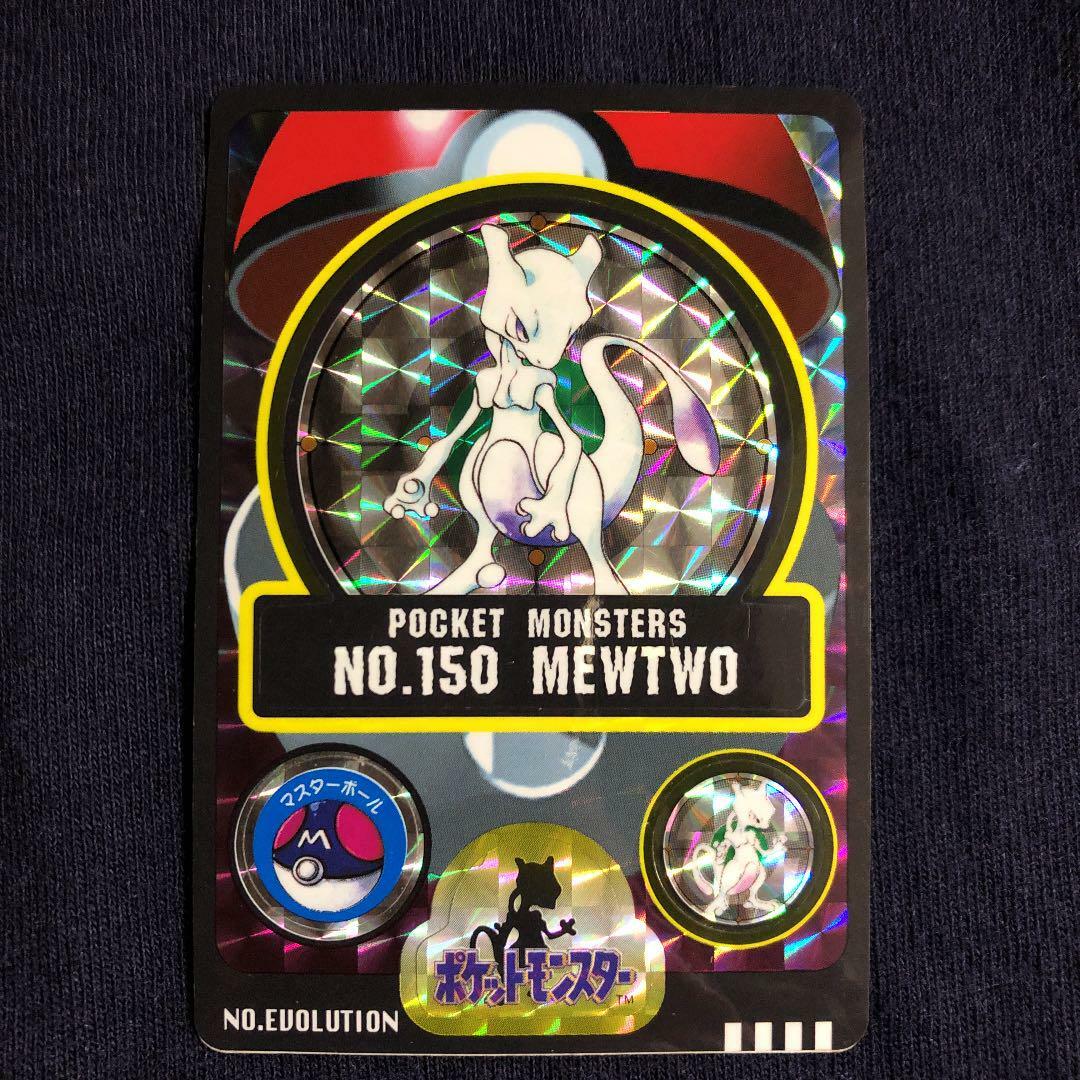 POCKET MONSTERS
NO.150 MEWTWO
マスターボール
M
ポケットモンスター
TM
NO.EVOLUTION